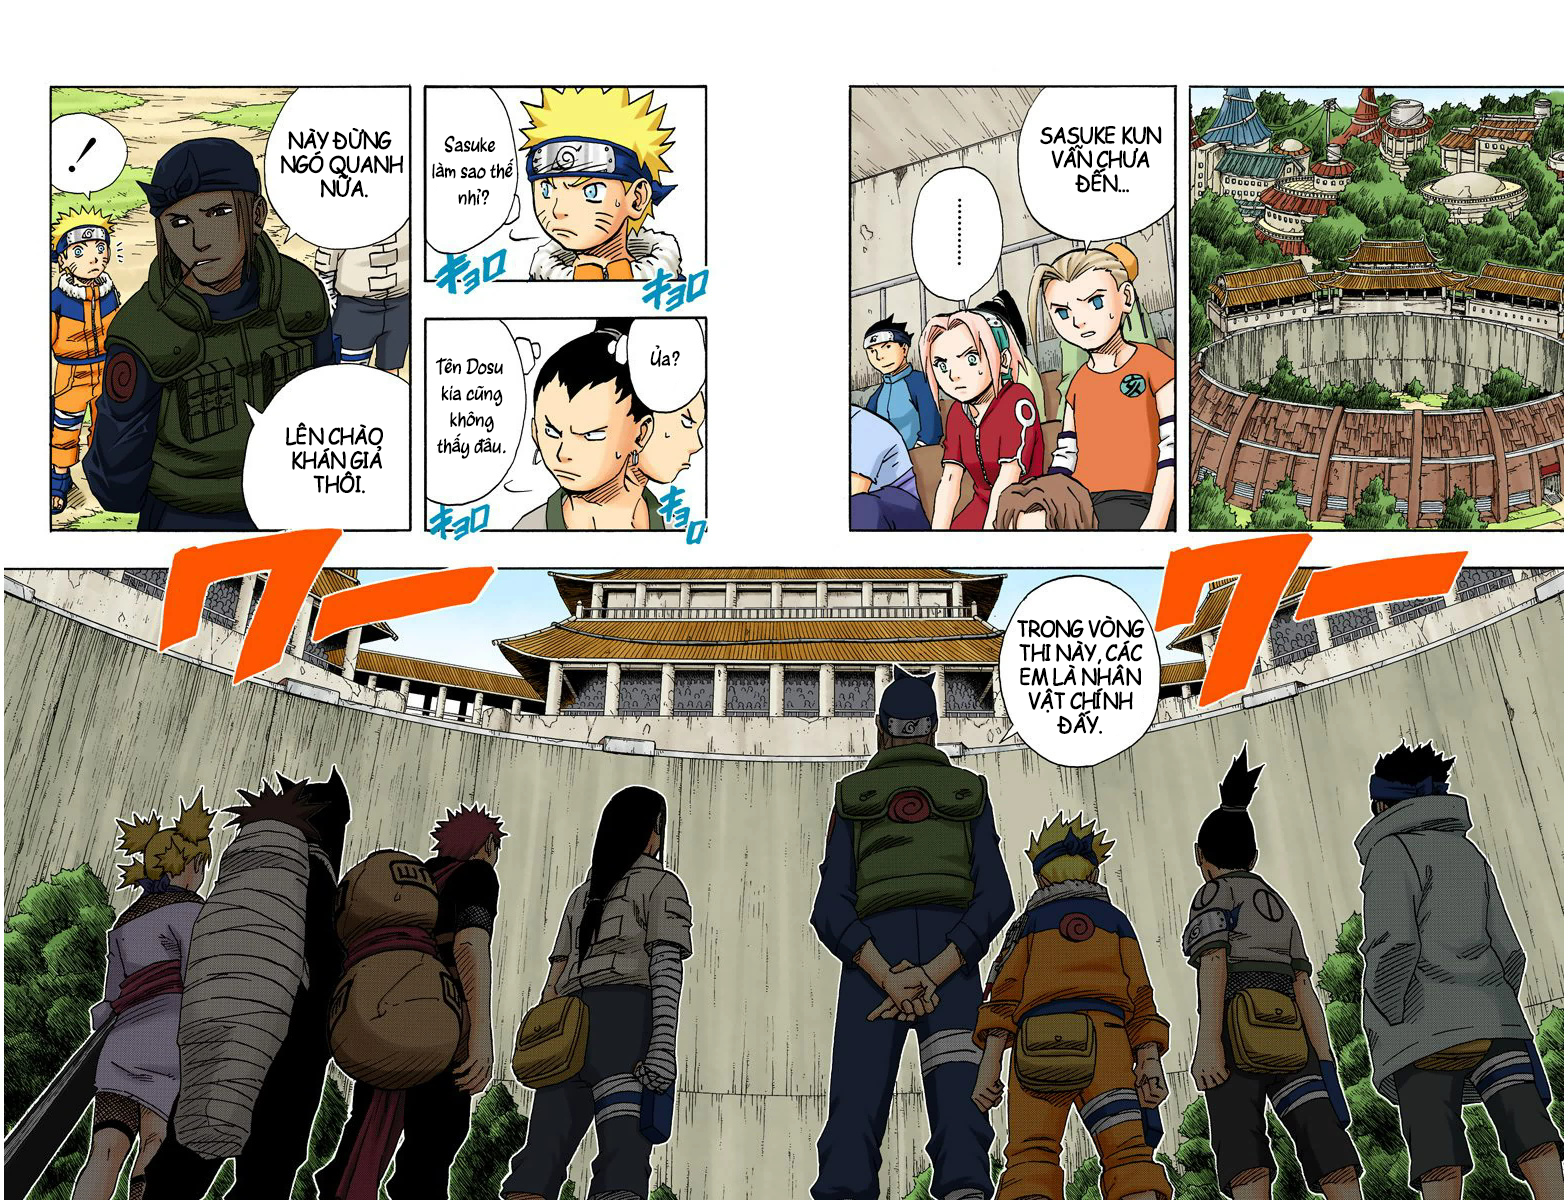 SASUKE KUN
VẪN CHƯA
ĐẾN...
...........
Sasuke
làm sao thế
nhỉ?
キョロ
キョロ
Ủa?
Tên Dosu
kia cũng
không
thấy đâu.
キョロ
キョロ
NÀY ĐỪNG
NGÓ QUANH
NỮA.
!
LÊN CHÀO
KHÁN GIẢ
THÔI.
ワー
TRONG VÒNG
THI NÀY, CÁC
EM LÀ NHÂN
VẬT CHÍNH
ĐẤY.
ワー